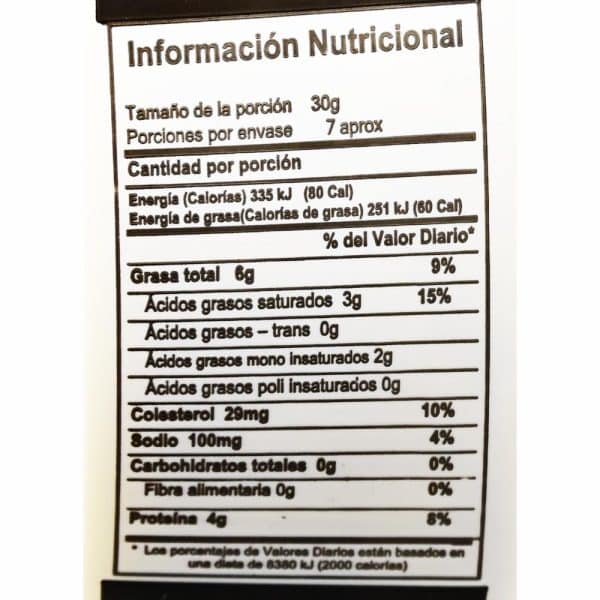 Información Nutricional
Tamaño de la porción 30g
Porciones por envase 7 aprox
Cantidad por porción
Energía (Calorías) 335 kJ (80 Cal)
Energía de grasa(Calorías de grasa) 251 kJ (60 Cal)
% del Valor Diario*
Grasa total 6g 9%
Ácidos grasos saturados 3g 15%
Ácidos grasos – trans 0g
Ácidos grasos mono insaturados 2g
Ácidos grasos poli insaturados 0g
Colesterol 29mg 10%
Sodio 100mg 4%
Carbohidratos totales 0g 0%
Fibra alimentaria 0g 0%
Proteína 4g 8%
* Los porcentajes de Valores Diarios están basados en
una dieta de 8380 kJ (2000 calorías)